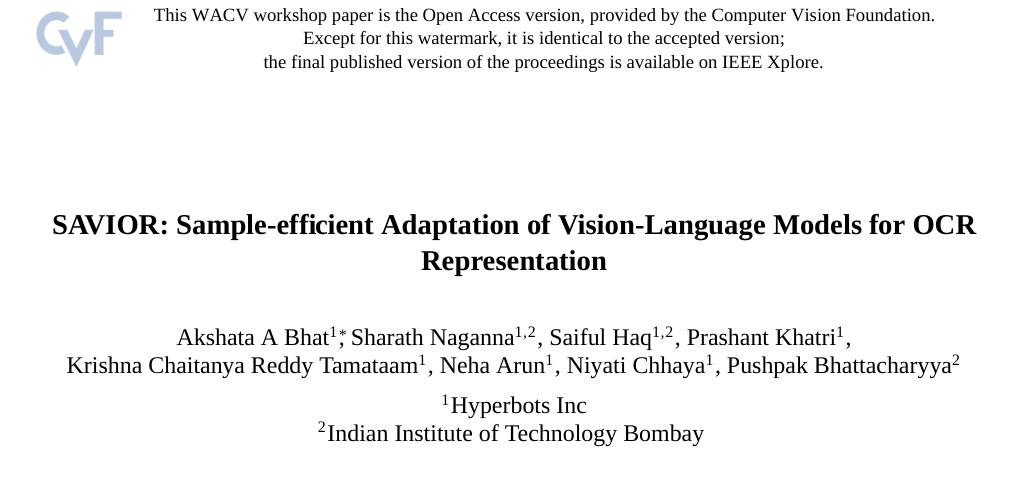 CVF
This WACV workshop paper is the Open Access version, provided by the Computer Vision Foundation.
Except for this watermark, it is identical to the accepted version;
the final published version of the proceedings is available on IEEE Xplore.
SAVIOR: Sample-efficient Adaptation of Vision-Language Models for OCR
Representation
Akshata A Bhat¹*, Sharath Naganna¹,², Saiful Haq¹,², Prashant Khatri¹,
Krishna Chaitanya Reddy Tamataam¹, Neha Arun¹, Niyati Chhaya¹, Pushpak Bhattacharyya²
¹Hyperbots Inc
²Indian Institute of Technology Bombay